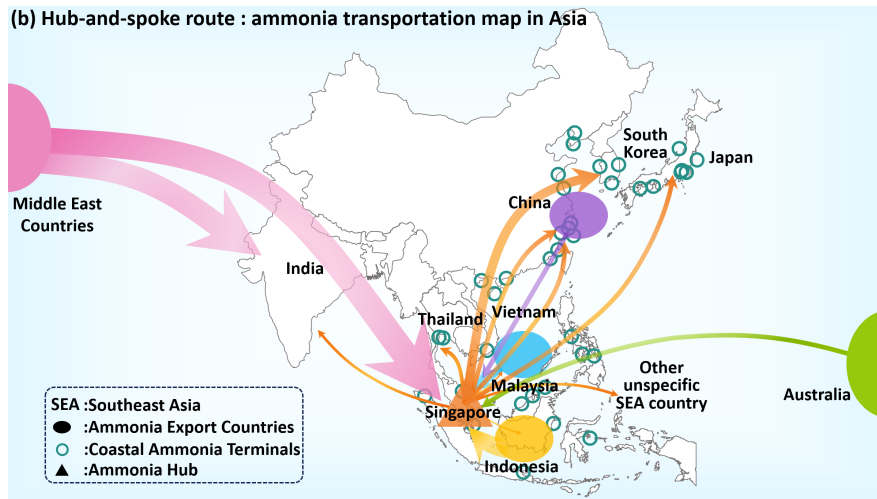 (b) Hub-and-spoke route : ammonia transportation map in Asia
South
Korea
Japan
Middle East
Countries
China
India
Thailand
Vietnam
Malaysia
Other
unspecific
SEA country
Australia
Singapore
Indonesia
SEA :Southeast Asia
:Ammonia Export Countries
:Coastal Ammonia Terminals
:Ammonia Hub